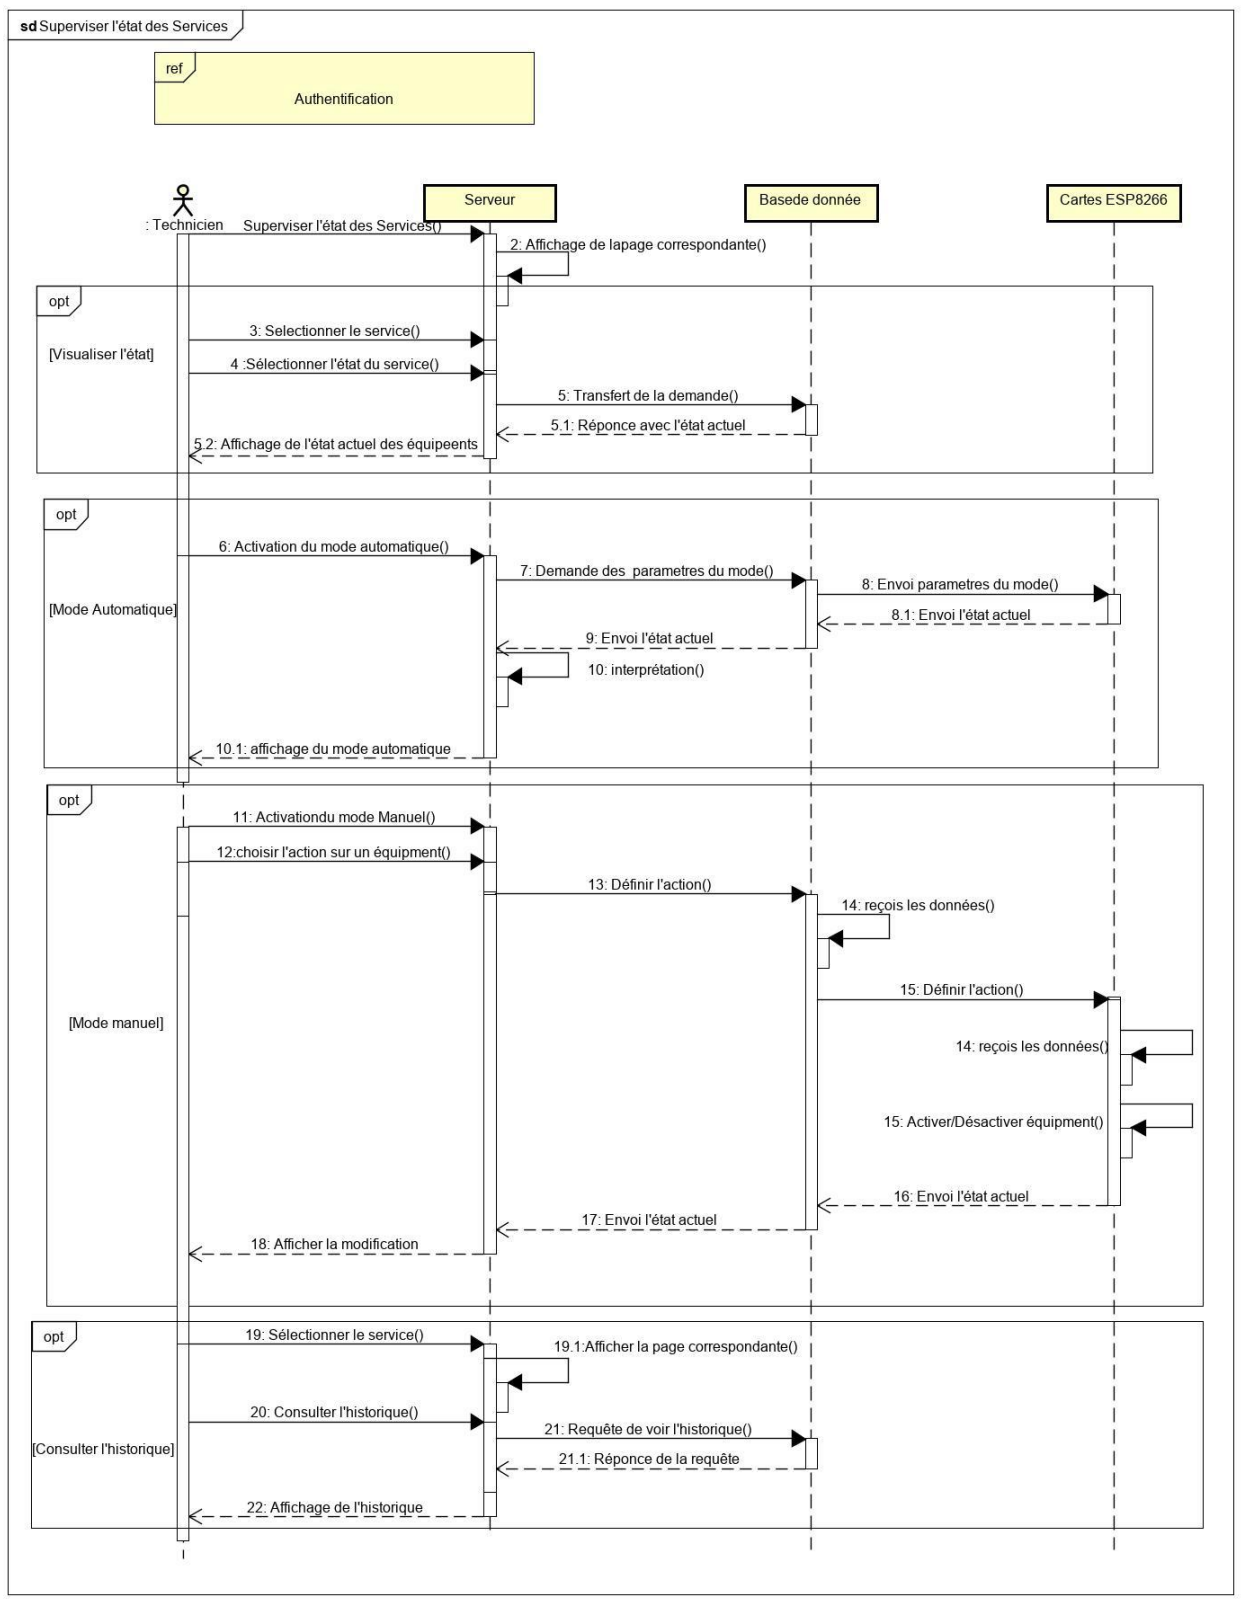 sd Superviser l'état des Services
ref
Authentification
Serveur
Basede donnée
Cartes ESP8266
: Technicien
Superviser l'état des Services()
2: Affichage de lapage correspondante()
opt
3: Selectionner le service()
[Visualiser l'état]
4 :Sélectionner l'état du service()
5: Transfert de la demande()
5.1: Réponce avec l'état actuel
5.2: Affichage de l'état actuel des équipeents
opt
6: Activation du mode automatique()
7: Demande des  parametres du mode()
8: Envoi parametres du mode()
[Mode Automatique]
8.1: Envoi l'état actuel
9: Envoi l'état actuel
10: interprétation()
10.1: affichage du mode automatique
opt
11: Activationdu mode Manuel()
12:choisir l'action sur un équipment()
13: Définir l'action()
14: reçois les données()
15: Définir l'action()
[Mode manuel]
14: reçois les données()
15: Activer/Désactiver équipment()
16: Envoi l'état actuel
17: Envoi l'état actuel
18: Afficher la modification
opt
19: Sélectionner le service()
19.1:Afficher la page correspondante()
20: Consulter l'historique()
21: Requête de voir l'historique()
[Consulter l'historique]
21.1: Réponce de la requête
22: Affichage de l'historique